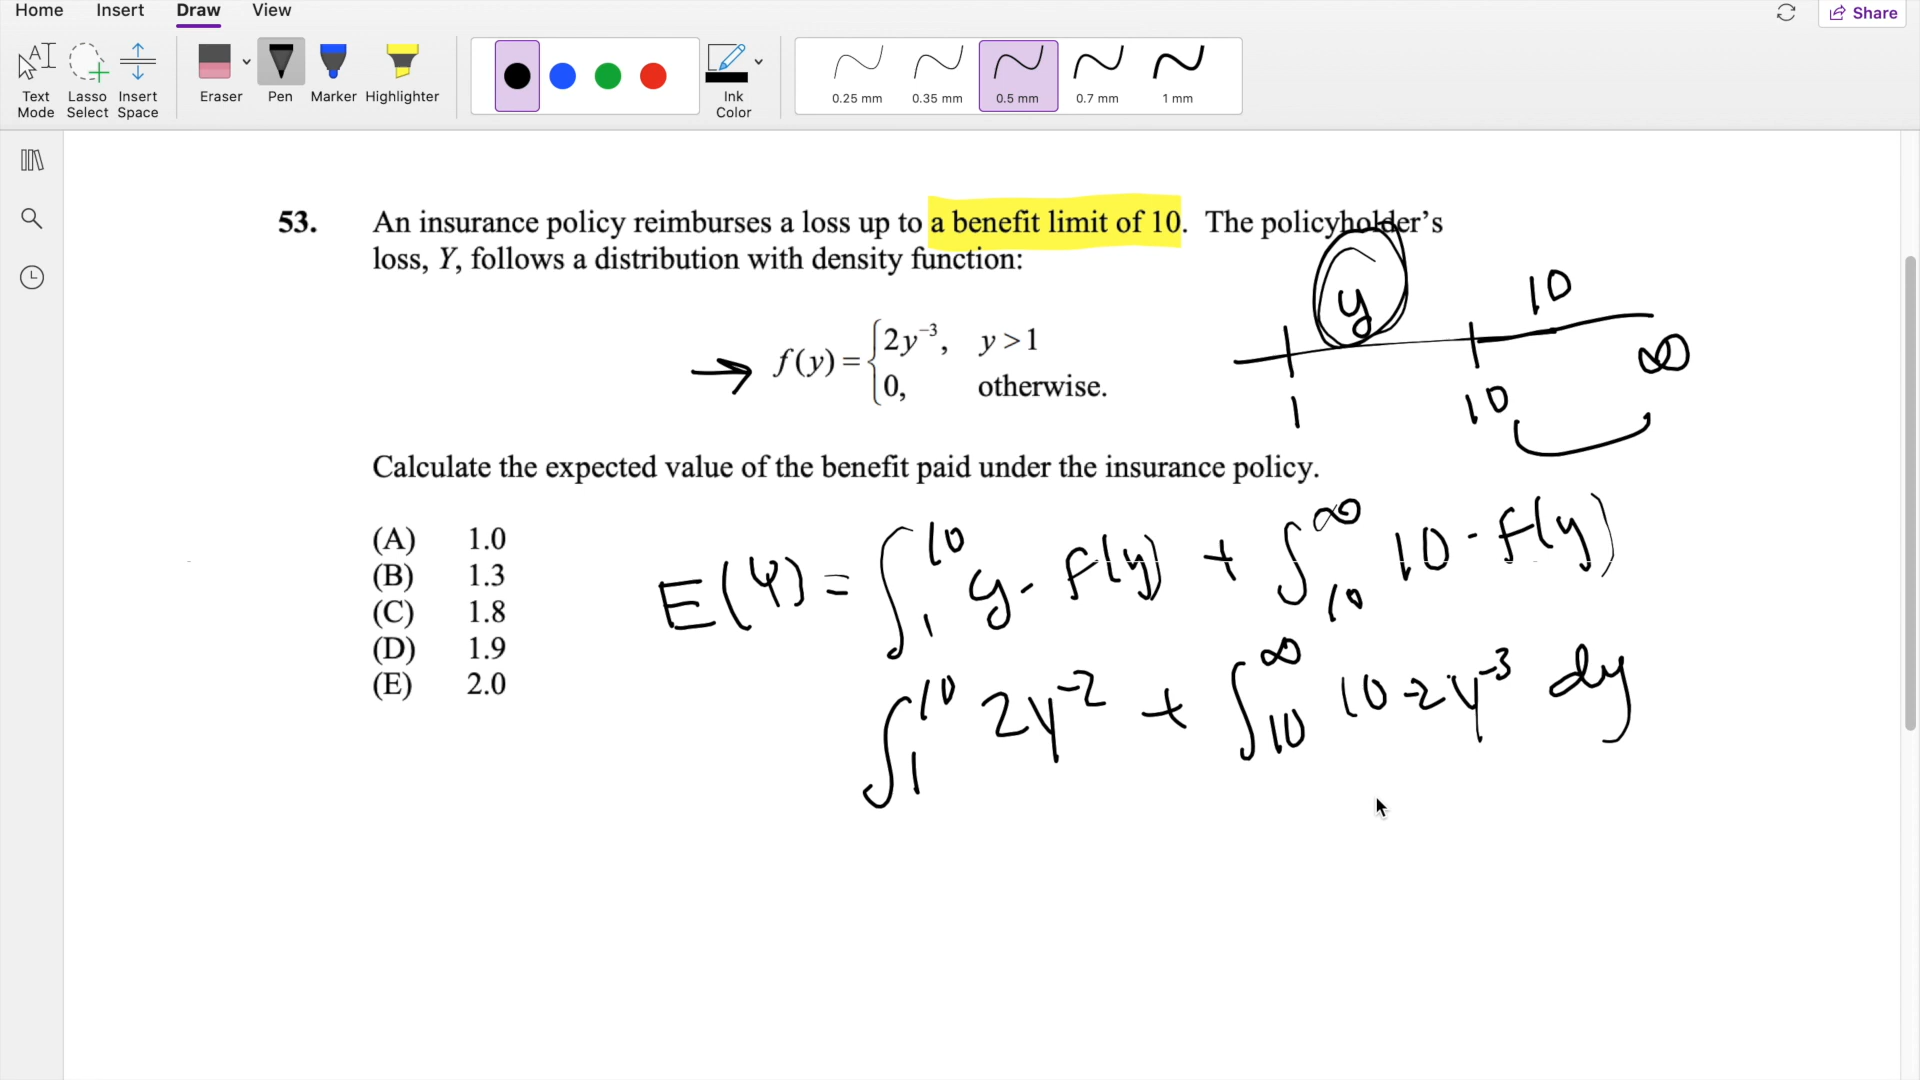 Home Insert Draw View Share
Text Mode Lasso Select Insert Space Eraser Pen Marker Highlighter Ink Color 0.25 mm 0.35 mm 0.5 mm 0.7 mm 1 mm
53. An insurance policy reimburses a loss up to a benefit limit of 10. The policyholder’s
loss, Y, follows a distribution with density function:
y 10
1 10 ∞
→ f(y) = { 2y⁻³, y > 1
0, otherwise.
Calculate the expected value of the benefit paid under the insurance policy.
(A) 1.0
(B) 1.3
(C) 1.8
(D) 1.9
(E) 2.0
E(Y) = ∫₁¹⁰ y · f(y) + ∫₁₀^∞ 10 · f(y)
∫₁¹⁰ 2y⁻² + ∫₁₀^∞ 10 · 2y⁻³ dy